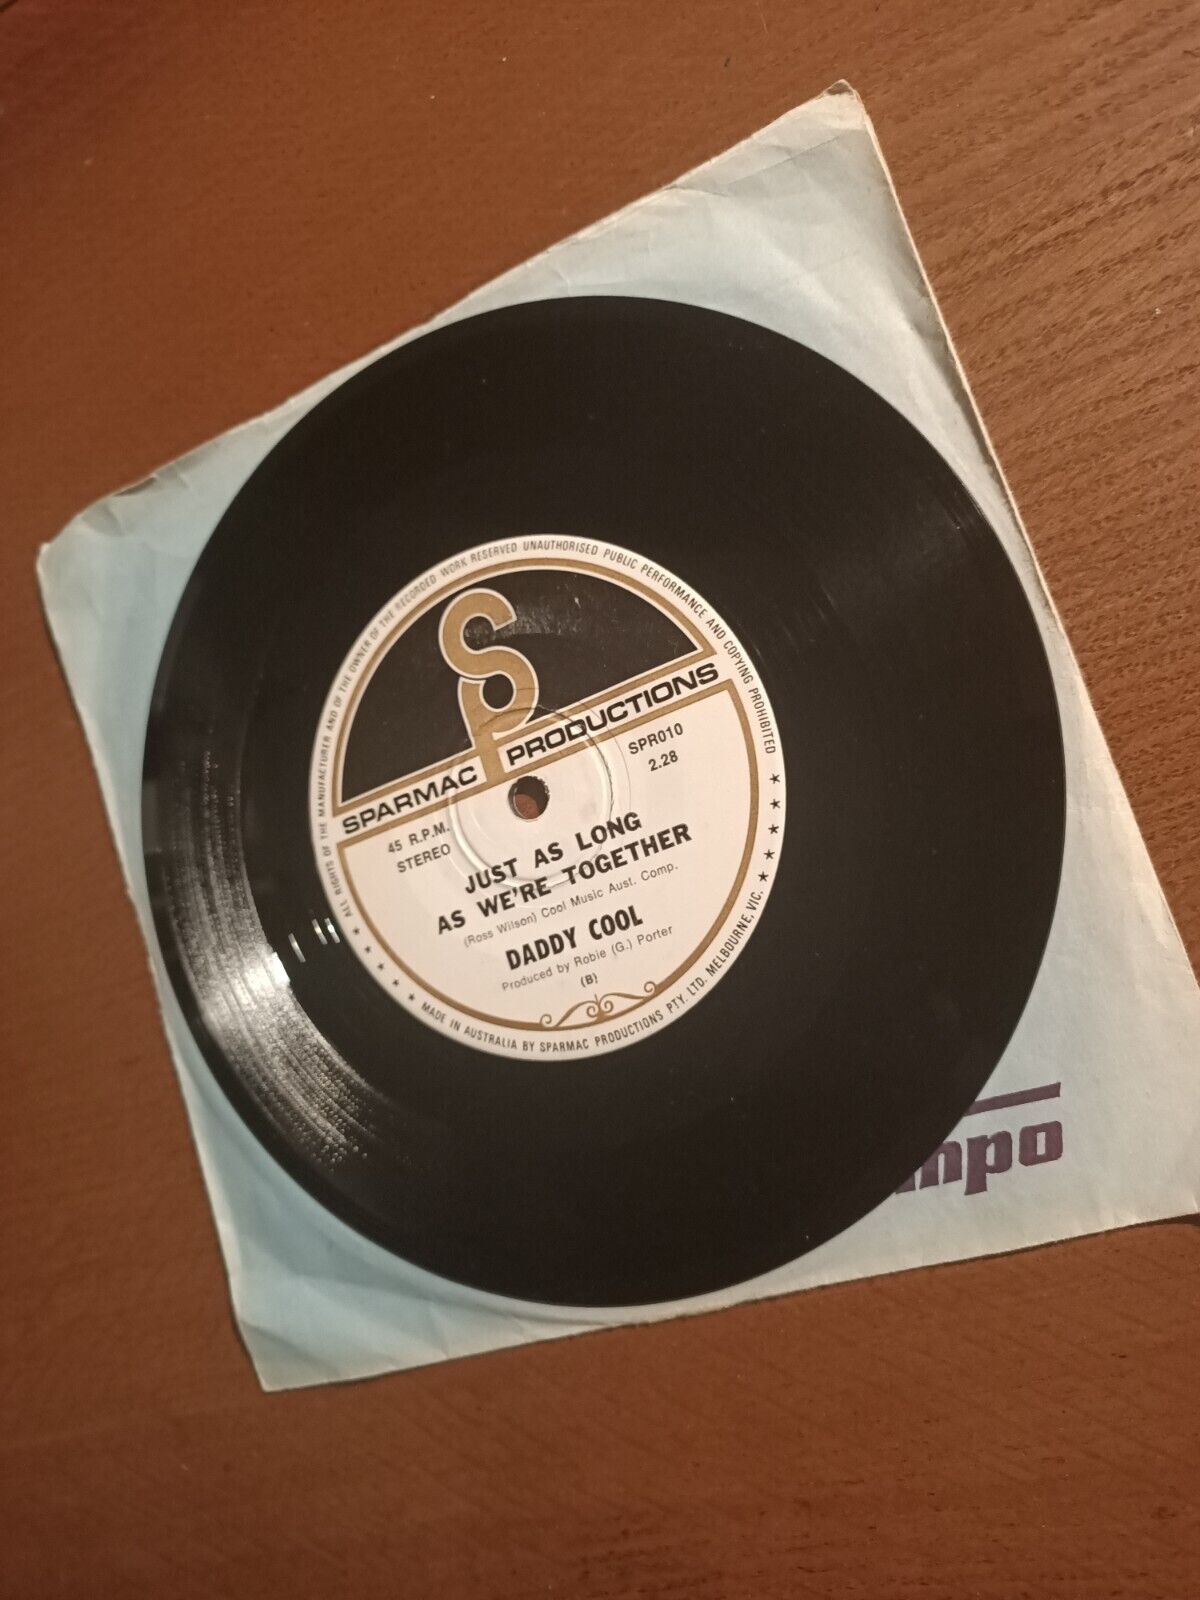 ALL RIGHTS OF THE MANUFACTURER AND OF THE OWNER OF THE RECORDED WORK RESERVED UNAUTHORISED PUBLIC PERFORMANCE AND COPYING PROHIBITED
SP
SPARMAC PRODUCTIONS
45 R.P.M.
STEREO
SPR010
2.28
JUST AS LONG
AS WE'RE TOGETHER
(Ross Wilson) Cool Music Aust. Comp.
DADDY COOL
Produced by Robie (G.) Porter
(B)
★ ★ ★ ★ ★ ★ MADE IN AUSTRALIA BY SPARMAC PRODUCTIONS PTY. LTD. MELBOURNE, VIC. ★ ★ ★ ★ ★ ★
mpo